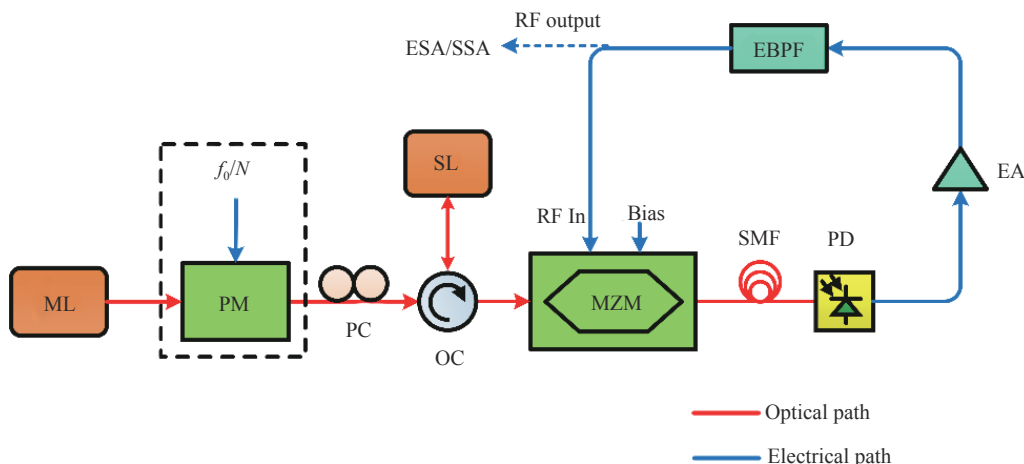 RF output
ESA/SSA
EBPF
f₀/N
SL
EA
RF In
Bias
SMF
PD
ML
PM
MZM
PC
OC
Optical path
Electrical path